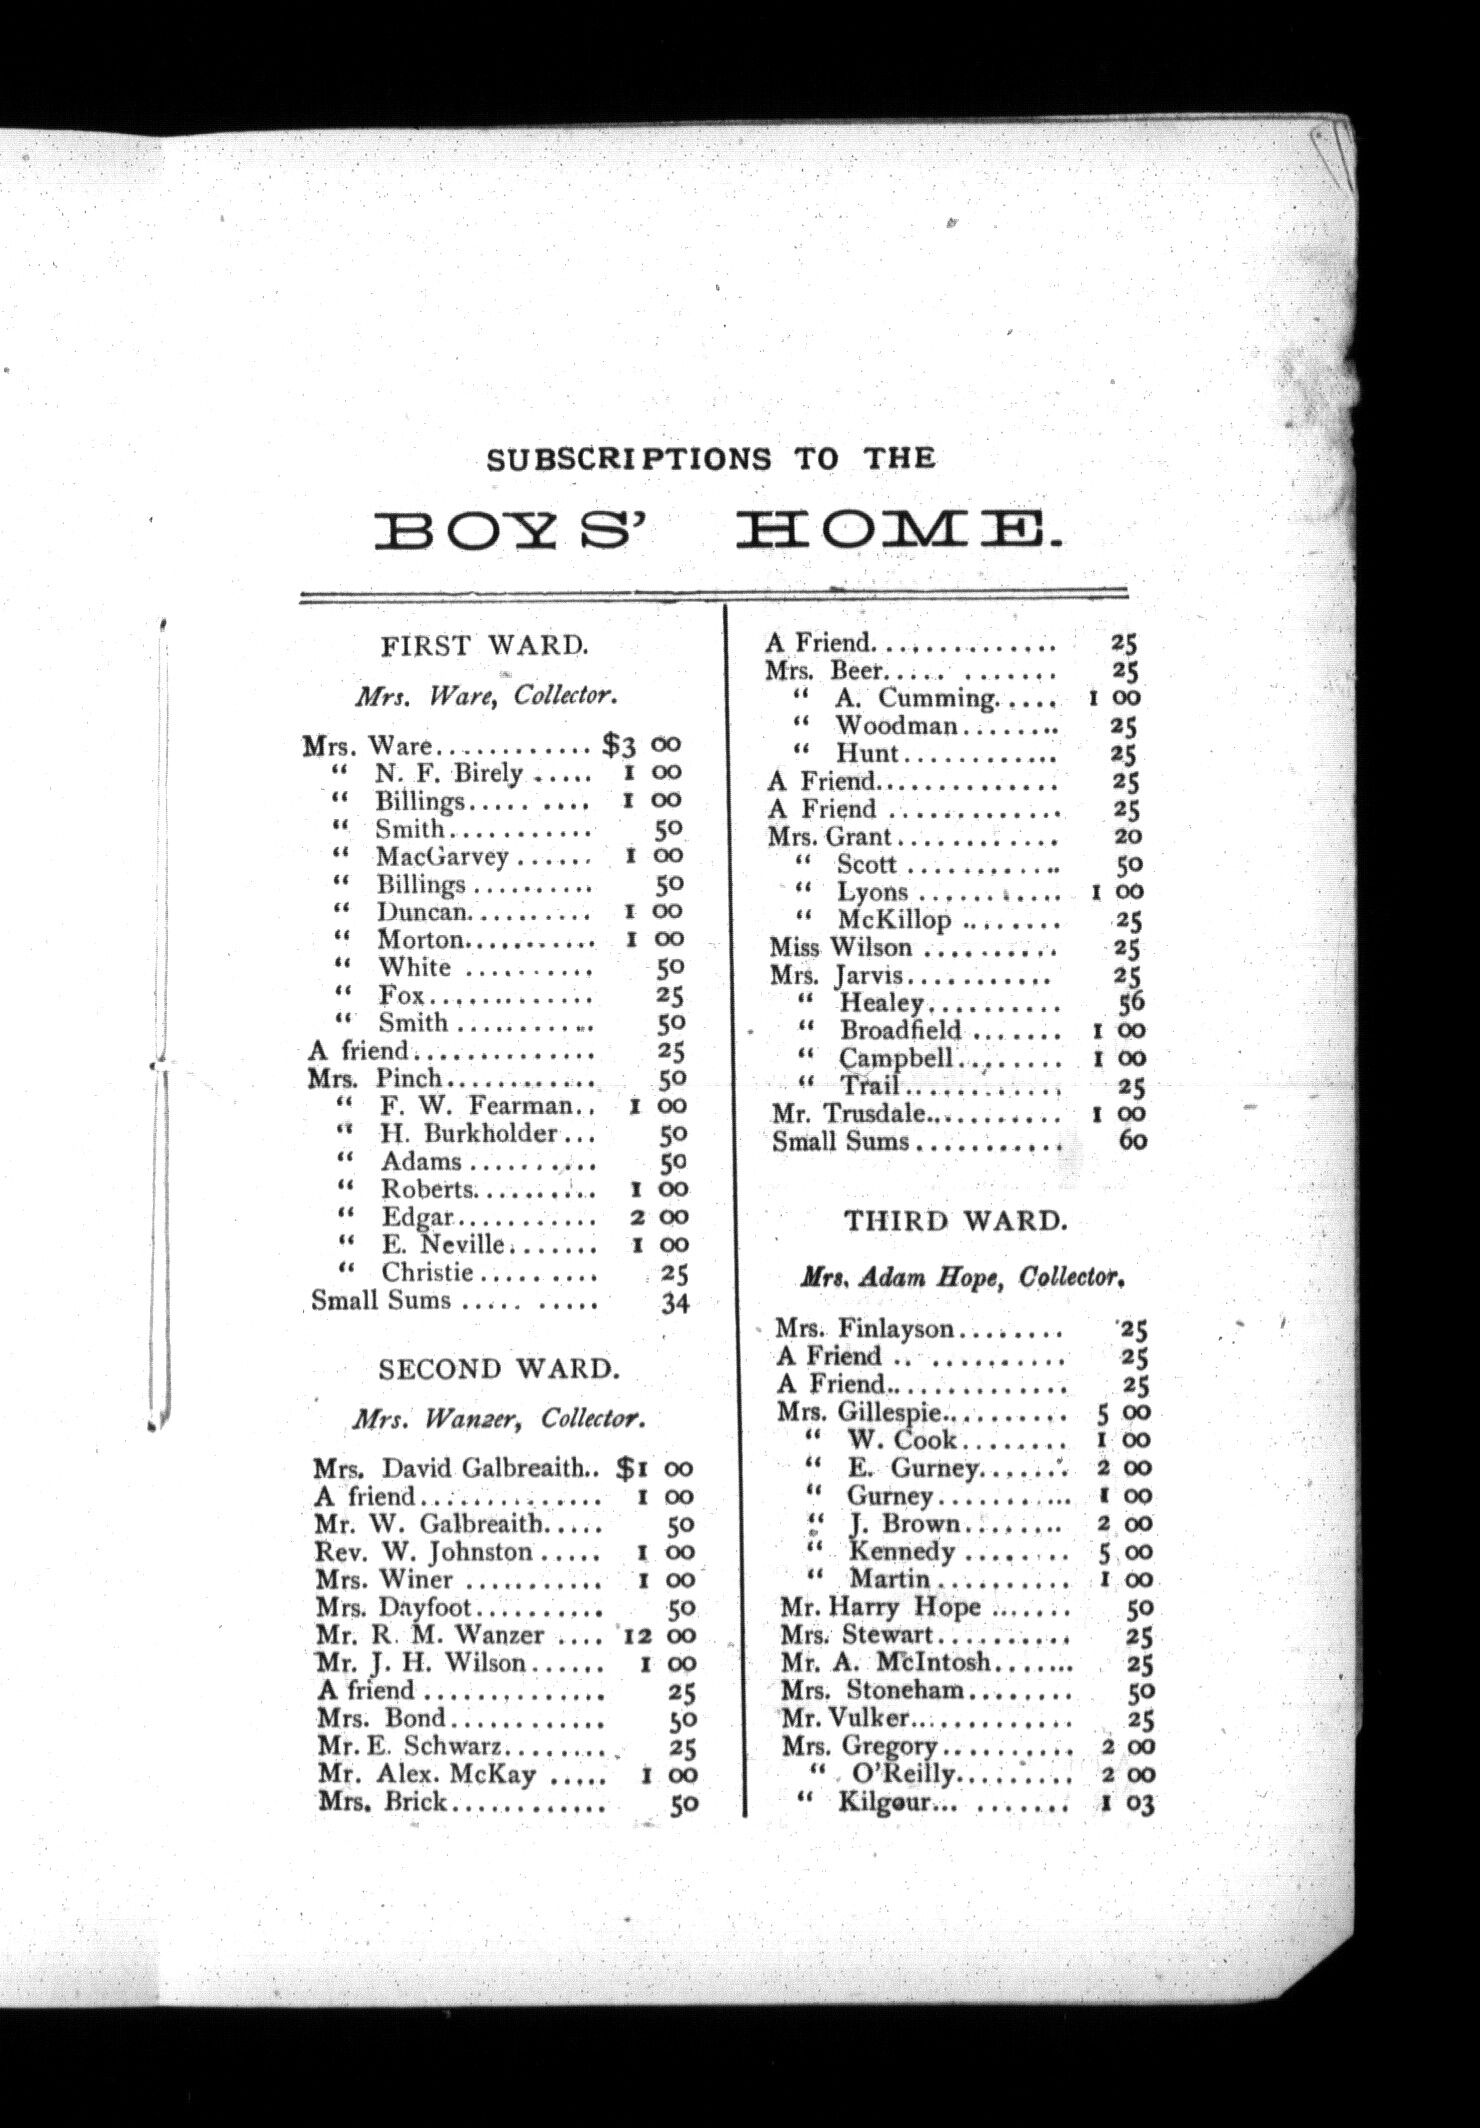 SUBSCRIPTIONS TO THE
BOYS' HOME.
FIRST WARD.
Mrs. Ware, Collector.
Mrs. Ware............ $3 00
“ N. F. Birely ..... 1 00
“ Billings..... .... 1 00
“ Smith........... 50
“ MacGarvey ...... 1 00
“ Billings .......... 50
“ Duncan.......... 1 00
“ Morton........... 1 00
“ White .......... 50
“ Fox............. 25
“ Smith ........... 50
A friend.............. 25
Mrs. Pinch............ 50
“ F. W. Fearman.. 1 00
“ H. Burkholder... 50
“ Adams .......... 50
“ Roberts.......... 1 00
“ Edgar........... 2 00
“ E. Neville....... 1 00
“ Christie......... 25
Small Sums ..... ..... 34
SECOND WARD.
Mrs. Wanzer, Collector.
Mrs. David Galbreaith.. $1 00
A friend.............. 1 00
Mr. W. Galbreaith..... 50
Rev. W. Johnston ..... 1 00
Mrs. Winer ........... 1 00
Mrs. Dayfoot.......... 50
Mr. R. M. Wanzer .... 12 00
Mr. J. H. Wilson...... 1 00
A friend .............. 25
Mrs. Bond............ 50
Mr. E. Schwarz........ 25
Mr. Alex. McKay ..... 1 00
Mrs. Brick............ 50
A Friend.............. 25
Mrs. Beer..... ....... 25
“ A. Cumming..... 1 00
“ Woodman........ 25
“ Hunt............ 25
A Friend.............. 25
A Friend ............. 25
Mrs. Grant............ 20
“ Scott ............ 50
“ Lyons ........... 1 00
“ McKillop ........ 25
Miss Wilson .......... 25
Mrs. Jarvis........... 25
“ Healey.......... 56
“ Broadfield ....... 1 00
“ Campbell........ 1 00
“ Trail............ 25
Mr. Trusdale.......... 1 00
Small Sums........... 60
THIRD WARD.
Mrs. Adam Hope, Collector.
Mrs. Finlayson........ 25
A Friend .. .......... 25
A Friend.............. 25
Mrs. Gillespie.......... 5 00
“ W. Cook........ 1 00
“ E. Gurney....... 2 00
“ Gurney........... 1 00
“ J. Brown........ 2 00
“ Kennedy ........ 5 00
“ Martin.......... 1 00
Mr. Harry Hope ....... 50
Mrs. Stewart.......... 25
Mr. A. McIntosh....... 25
Mrs. Stoneham........ 50
Mr. Vulker............. 25
Mrs. Gregory.......... 2 00
“ O'Reilly......... 2 00
“ Kilgour... ....... 1 03